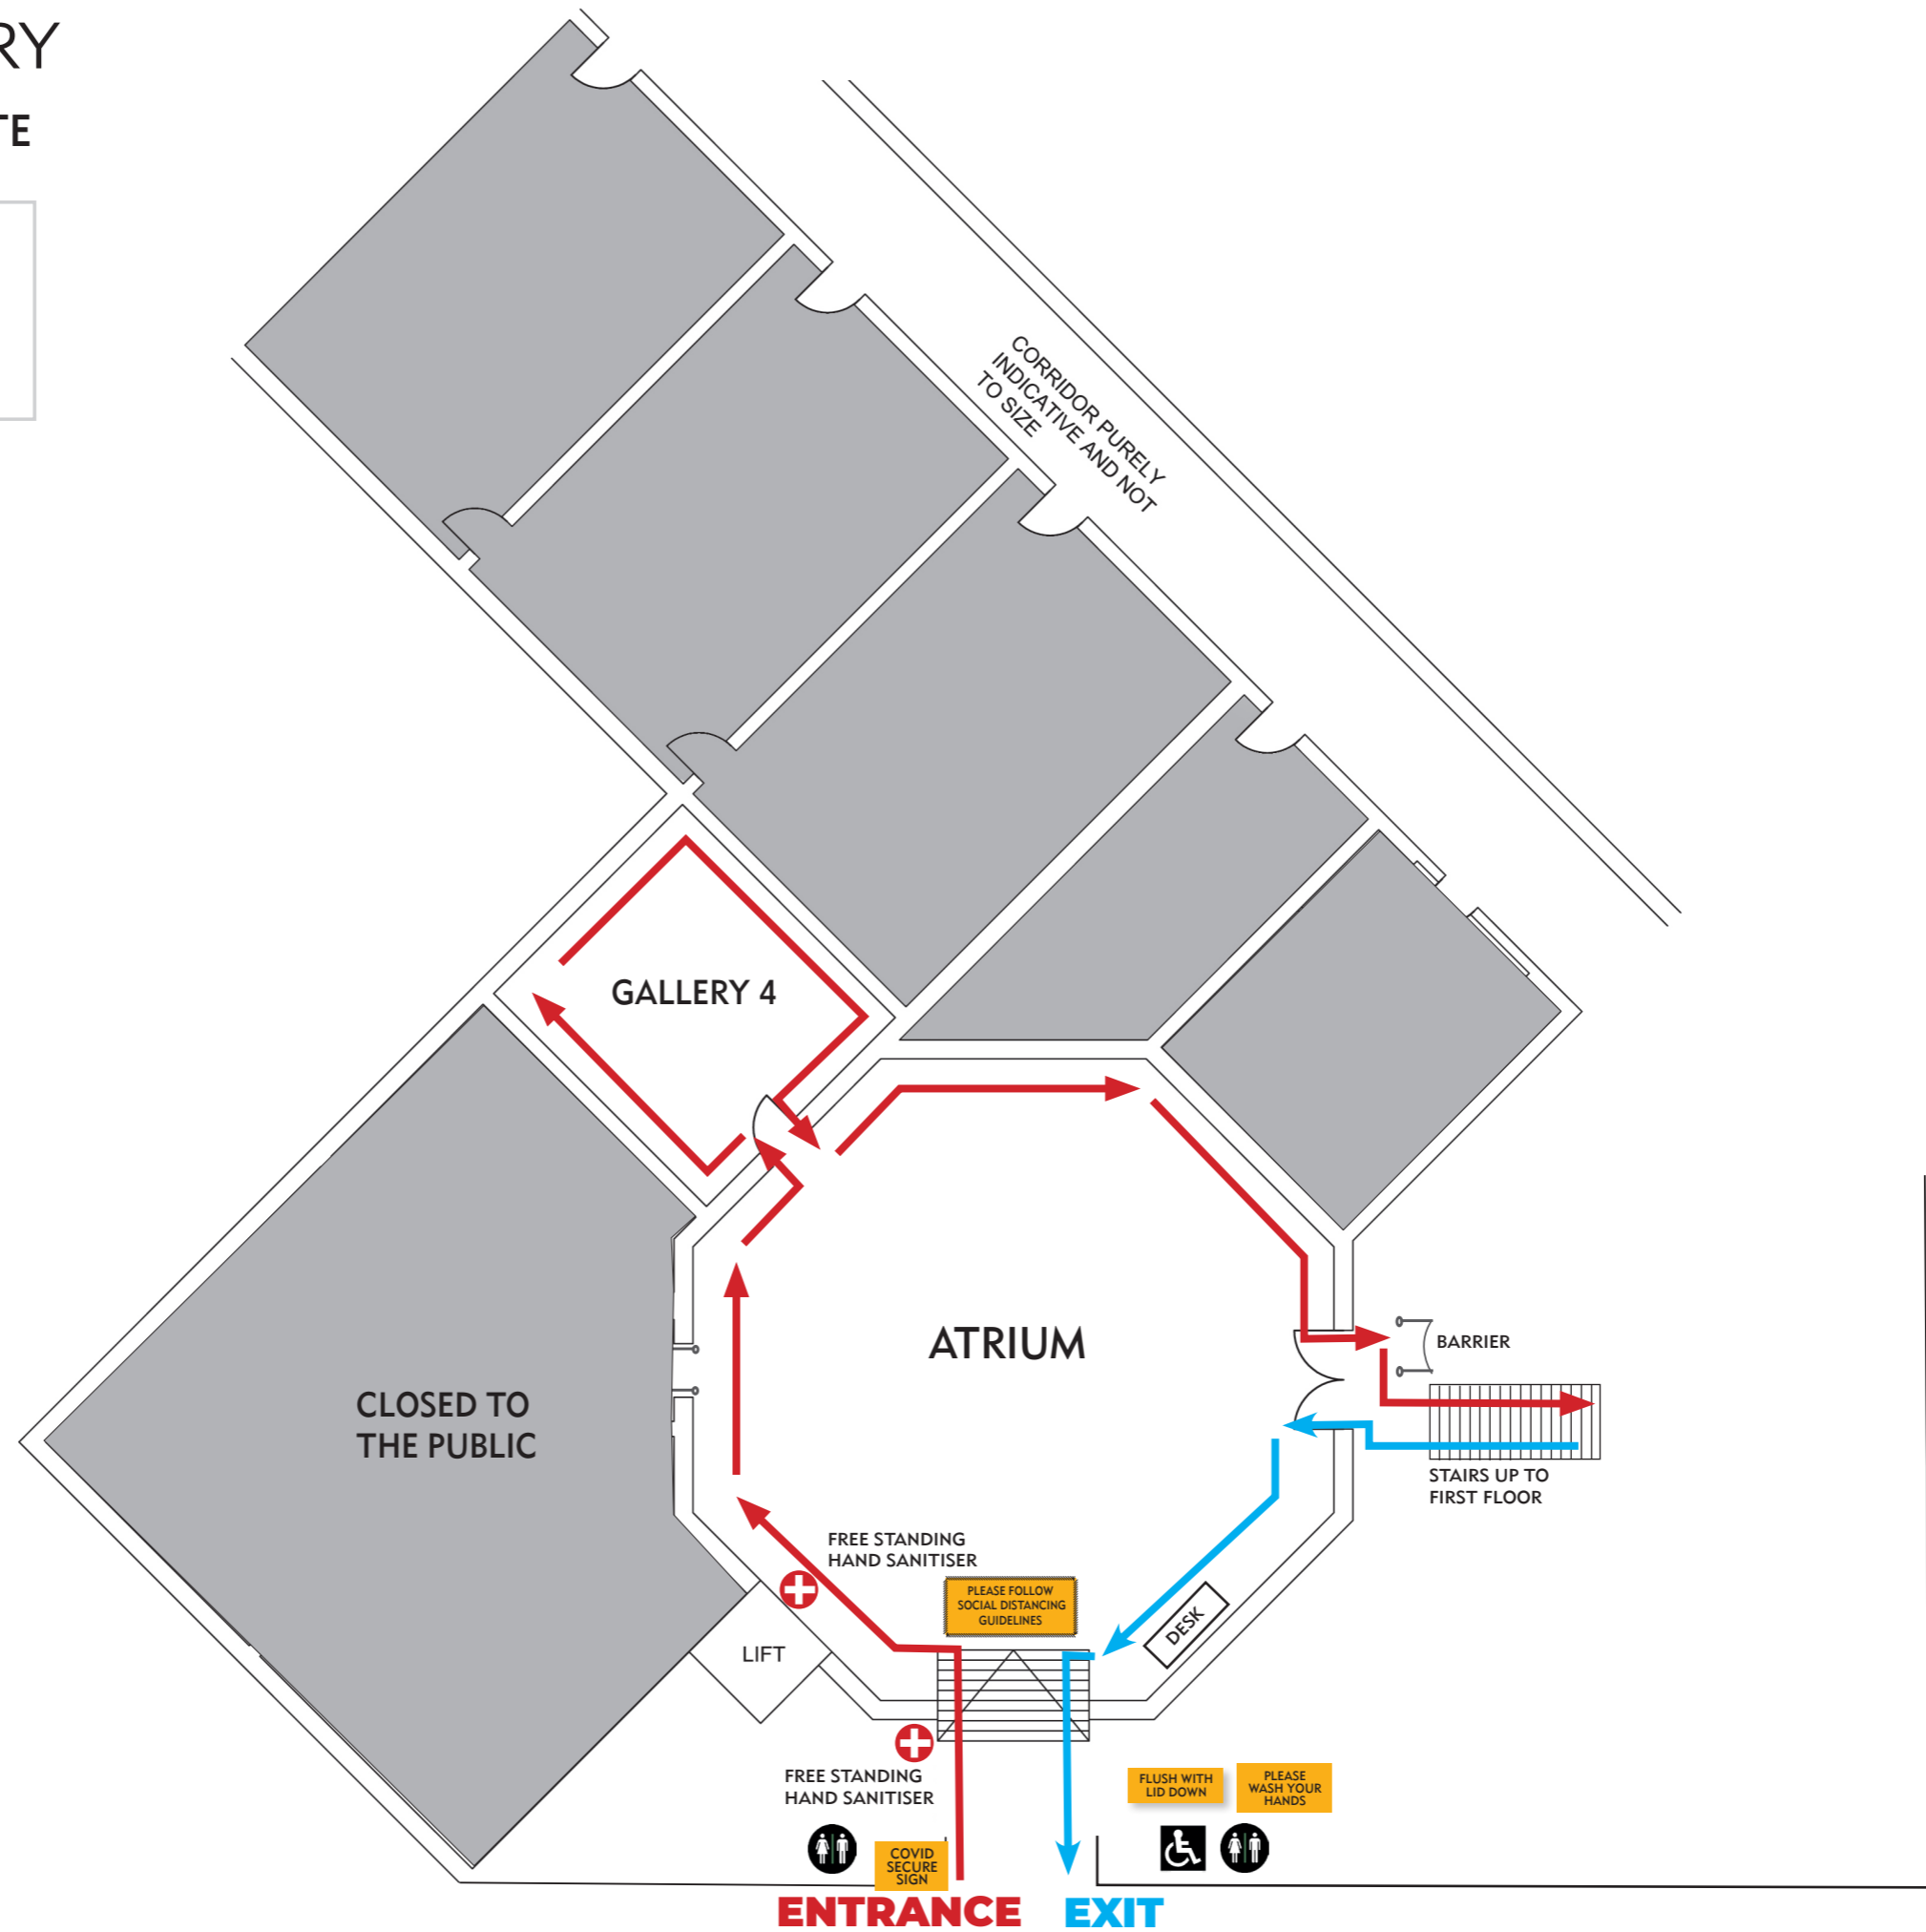 RY
TE
CORRIDOR PURELY
INDICATIVE AND NOT
TO SIZE
GALLERY 4
ATRIUM
BARRIER
CLOSED TO
THE PUBLIC
STAIRS UP TO
FIRST FLOOR
FREE STANDING
HAND SANITISER
PLEASE FOLLOW
SOCIAL DISTANCING
GUIDELINES
DESK
LIFT
FREE STANDING
HAND SANITISER
FLUSH WITH
LID DOWN
PLEASE
WASH YOUR
HANDS
COVID
SECURE
SIGN
ENTRANCE
EXIT